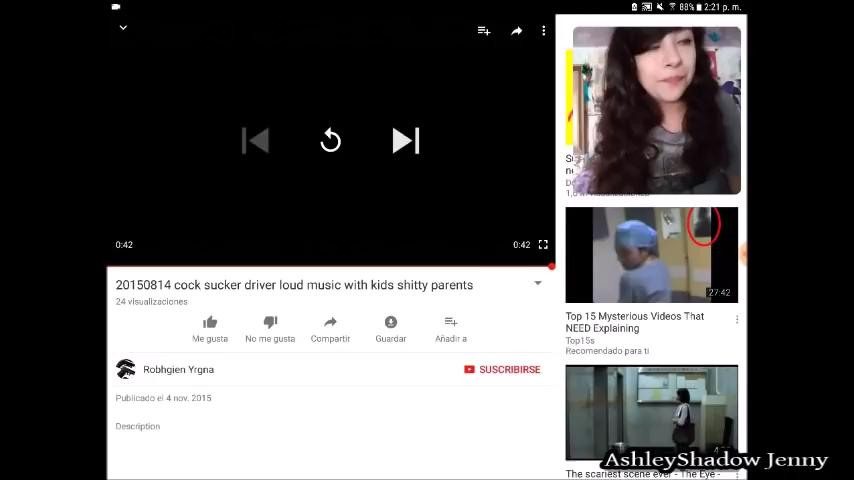 88% 2:21 p. m.
0:42
0:42
20150814 cock sucker driver loud music with kids shitty parents
24 visualizaciones
Me gusta
No me gusta
Compartir
Guardar
Añadir a
Robhgien Yrgna
SUSCRIBIRSE
Publicado el 4 nov. 2015
Description
27:42
Top 15 Mysterious Videos That
NEED Explaining
Top15s
Recomendado para ti
The scariest scene ever - The Eye -
AshleyShadow Jenny